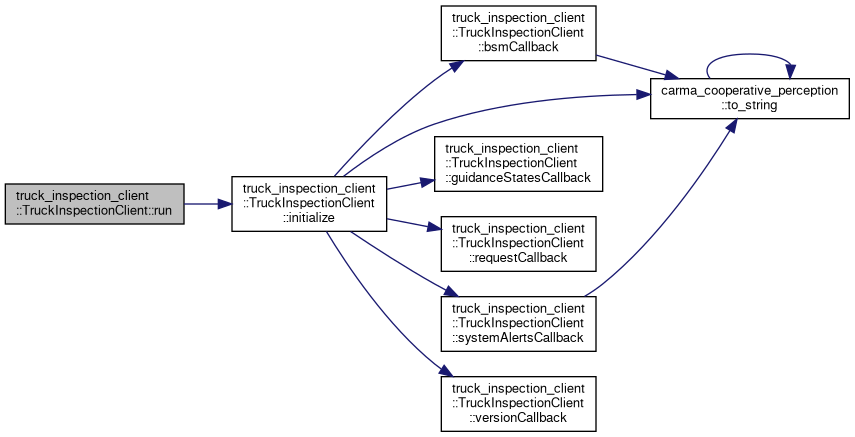 truck_inspection_client
::TruckInspectionClient::run
truck_inspection_client
::TruckInspectionClient
::initialize
truck_inspection_client
::TruckInspectionClient
::bsmCallback
carma_cooperative_perception
::to_string
truck_inspection_client
::TruckInspectionClient
::guidanceStatesCallback
truck_inspection_client
::TruckInspectionClient
::requestCallback
truck_inspection_client
::TruckInspectionClient
::systemAlertsCallback
truck_inspection_client
::TruckInspectionClient
::versionCallback